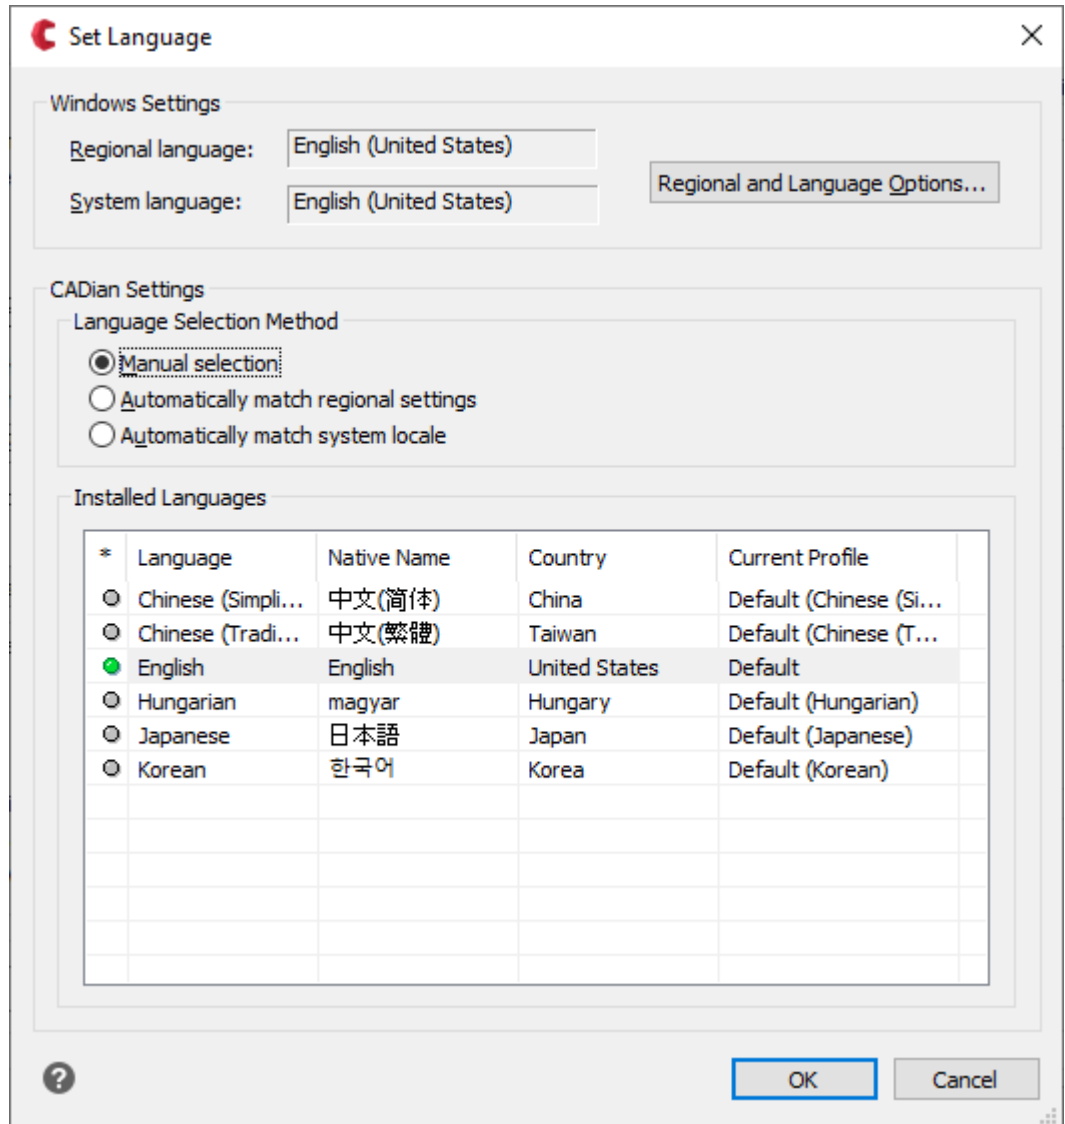 Set Language
Windows Settings
Regional language: English (United States)
System language: English (United States)
Regional and Language Options...
CADian Settings
Language Selection Method
Manual selection
Automatically match regional settings
Automatically match system locale
Installed Languages
* Language Native Name Country Current Profile
Chinese (Simpli... 中文(简体) China Default (Chinese (Si...
Chinese (Tradi... 中文(繁體) Taiwan Default (Chinese (T...
English English United States Default
Hungarian magyar Hungary Default (Hungarian)
Japanese 日本語 Japan Default (Japanese)
Korean 한국어 Korea Default (Korean)
? OK Cancel